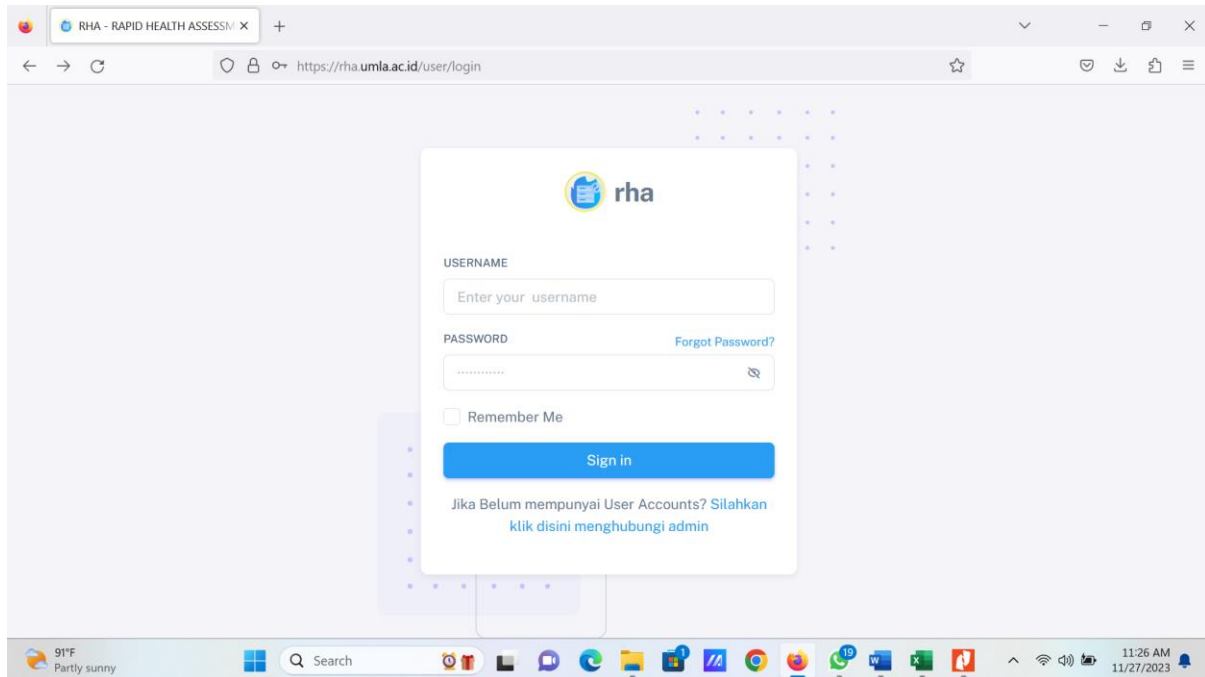 RHA - RAPID HEALTH ASSESSM
https://rha.umla.ac.id/user/login
rha
USERNAME
Enter your username
PASSWORD
Forgot Password?
Remember Me
Sign in
Jika Belum mempunyai User Accounts? Silahkan
klik disini menghubungi admin
91°F
Partly sunny
Search
1
19
11:26 AM
11/27/2023